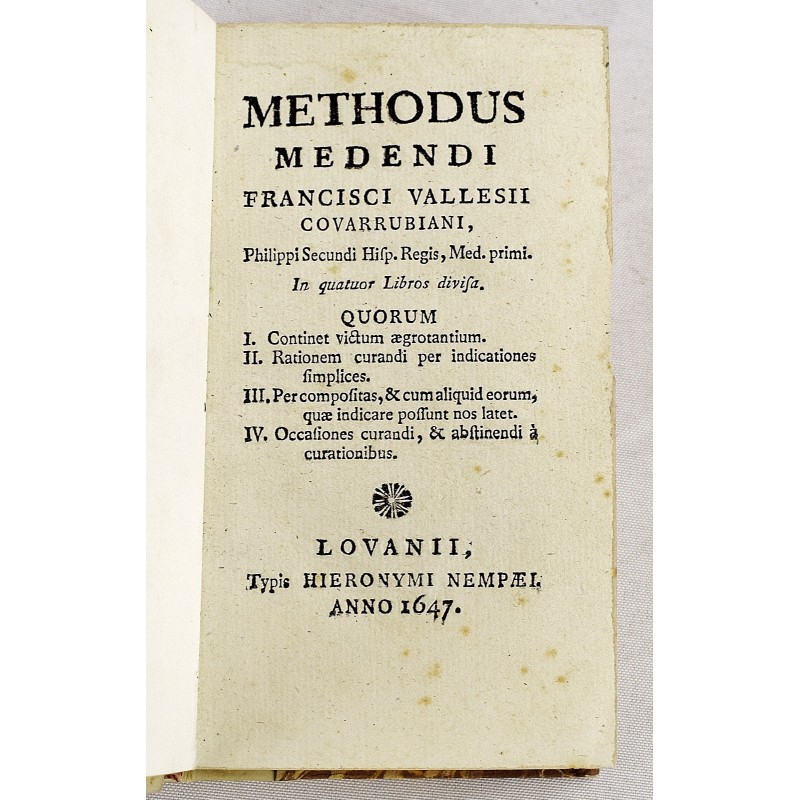 METHODUS
MEDENDI
FRANCISCI VALLESII
COVARRUBIANI,
Philippi Secundi Hiſp. Regis, Med. primi.
In quatuor Libros diviſa.
QUORUM
I. Continet victum ægrotantium.
II. Rationem curandi per indicationes
ſimplices.
III. Per compoſitas, & cum aliquid eorum,
quæ indicare poſſunt nos latet.
IV. Occaſiones curandi, & abſtinendi à
curationibus.
LOVANII,
Typis HIERONYMI NEMPÆI.
ANNO 1647.